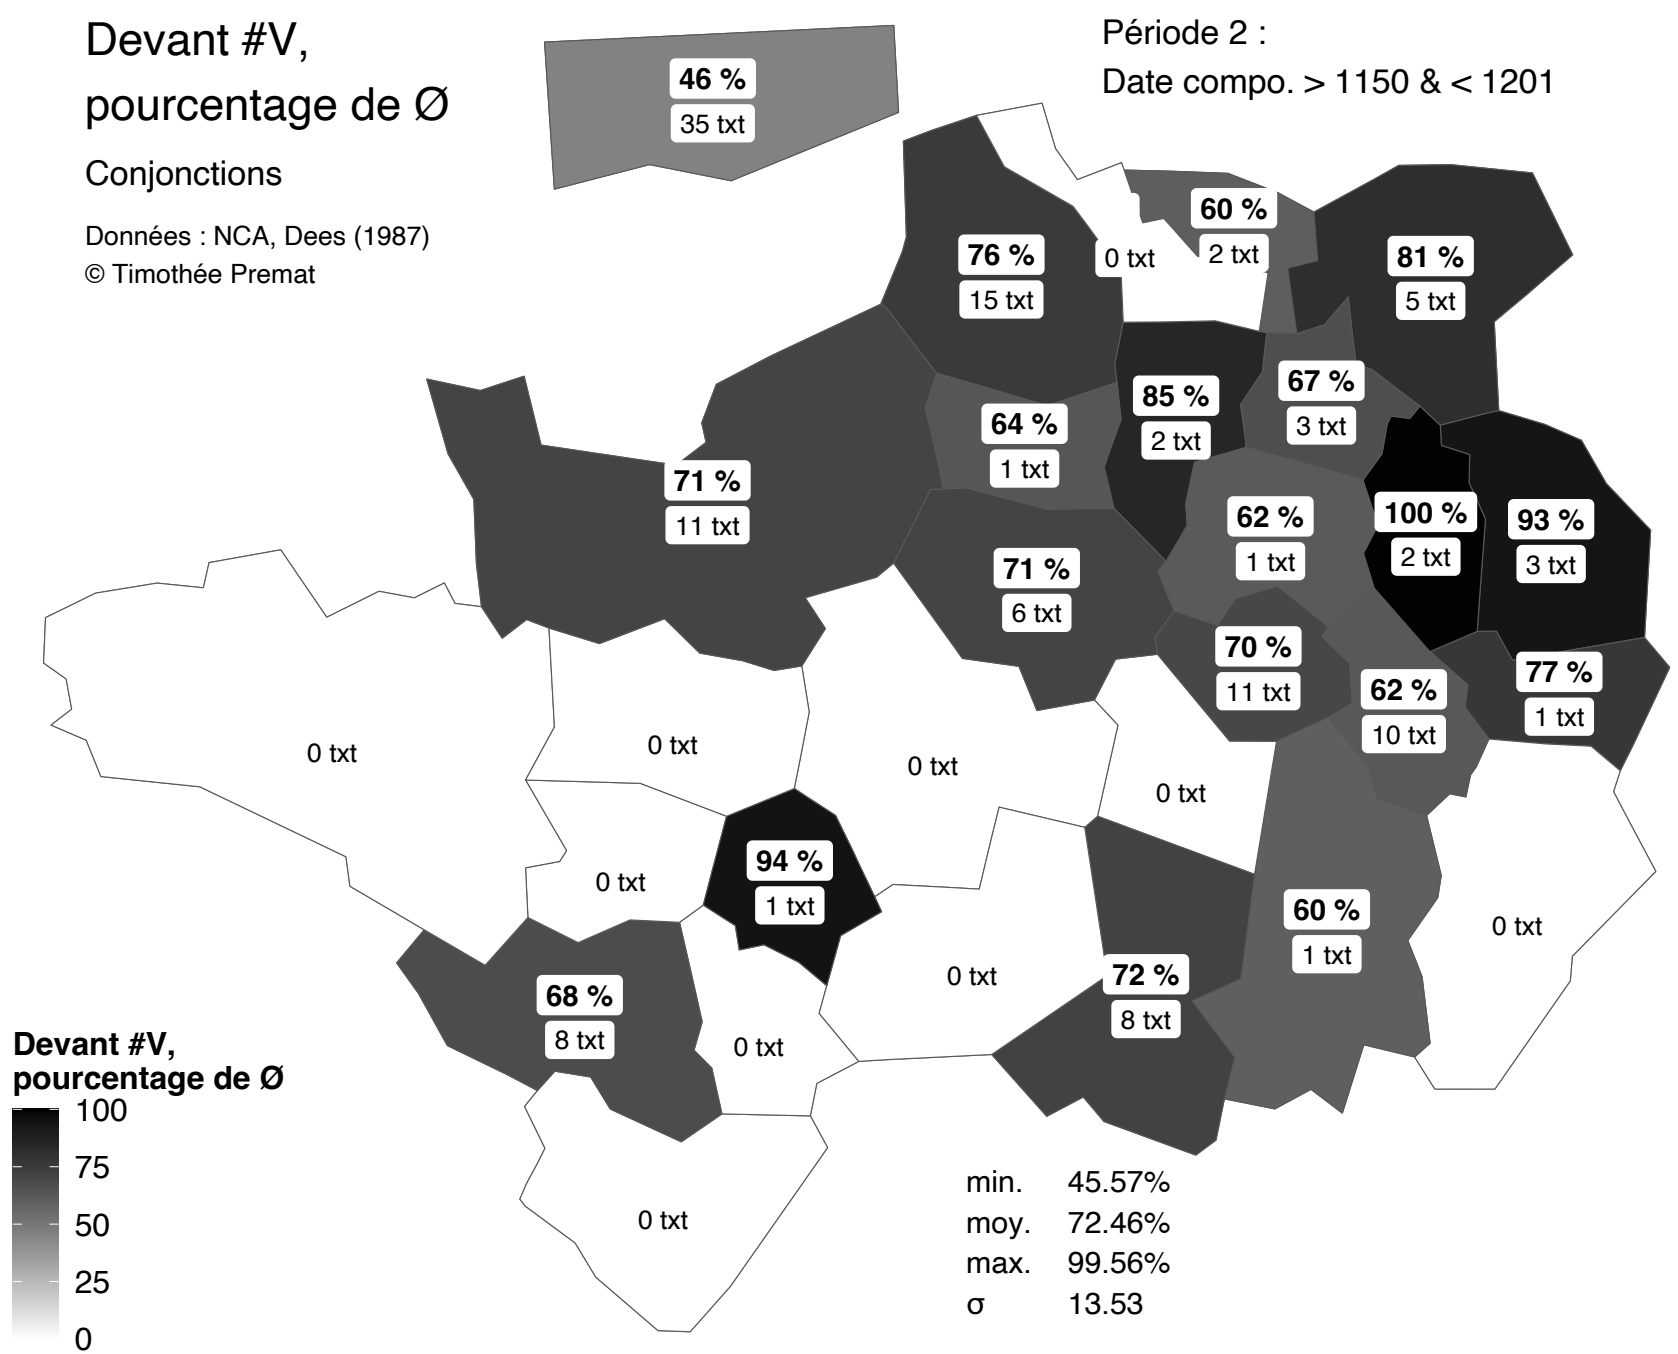 Devant #V,
pourcentage de Ø
Conjonctions
Données : NCA, Dees (1987)
© Timothée Premat
Période 2 :
Date compo. > 1150 & < 1201
46 %
35 txt
60 %
2 txt
76 %
15 txt
0 txt
81 %
5 txt
67 %
3 txt
85 %
2 txt
64 %
1 txt
71 %
11 txt
62 %
1 txt
100 %
2 txt
93 %
3 txt
71 %
6 txt
70 %
11 txt
62 %
10 txt
77 %
1 txt
0 txt
0 txt
0 txt
0 txt
94 %
1 txt
0 txt
60 %
1 txt
0 txt
0 txt
72 %
8 txt
68 %
8 txt
0 txt
0 txt
Devant #V,
pourcentage de Ø
100
75
50
25
0
min. 45.57%
moy. 72.46%
max. 99.56%
σ 13.53